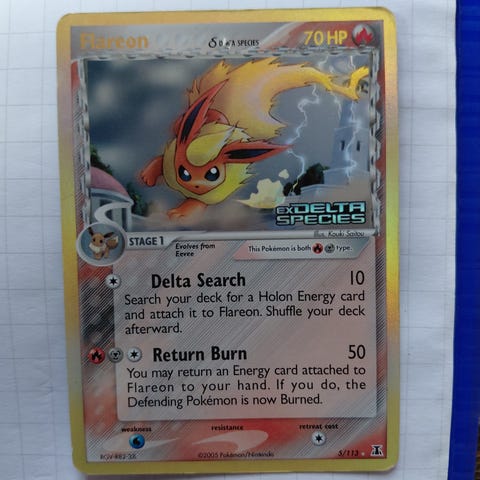 Flareon δ DELTA SPECIES 70 HP
EX DELTA
SPECIES
Illus. Kouki Saitou
STAGE 1
Evolves from
Eevee
This Pokémon is both type.
Delta Search 10
Search your deck for a Holon Energy card
and attach it to Flareon. Shuffle your deck
afterward.
Return Burn 50
You may return an Energy card attached to
Flareon to your hand. If you do, the
Defending Pokémon is now Burned.
weakness resistance retreat cost
©2005 Pokémon/Nintendo 5/113